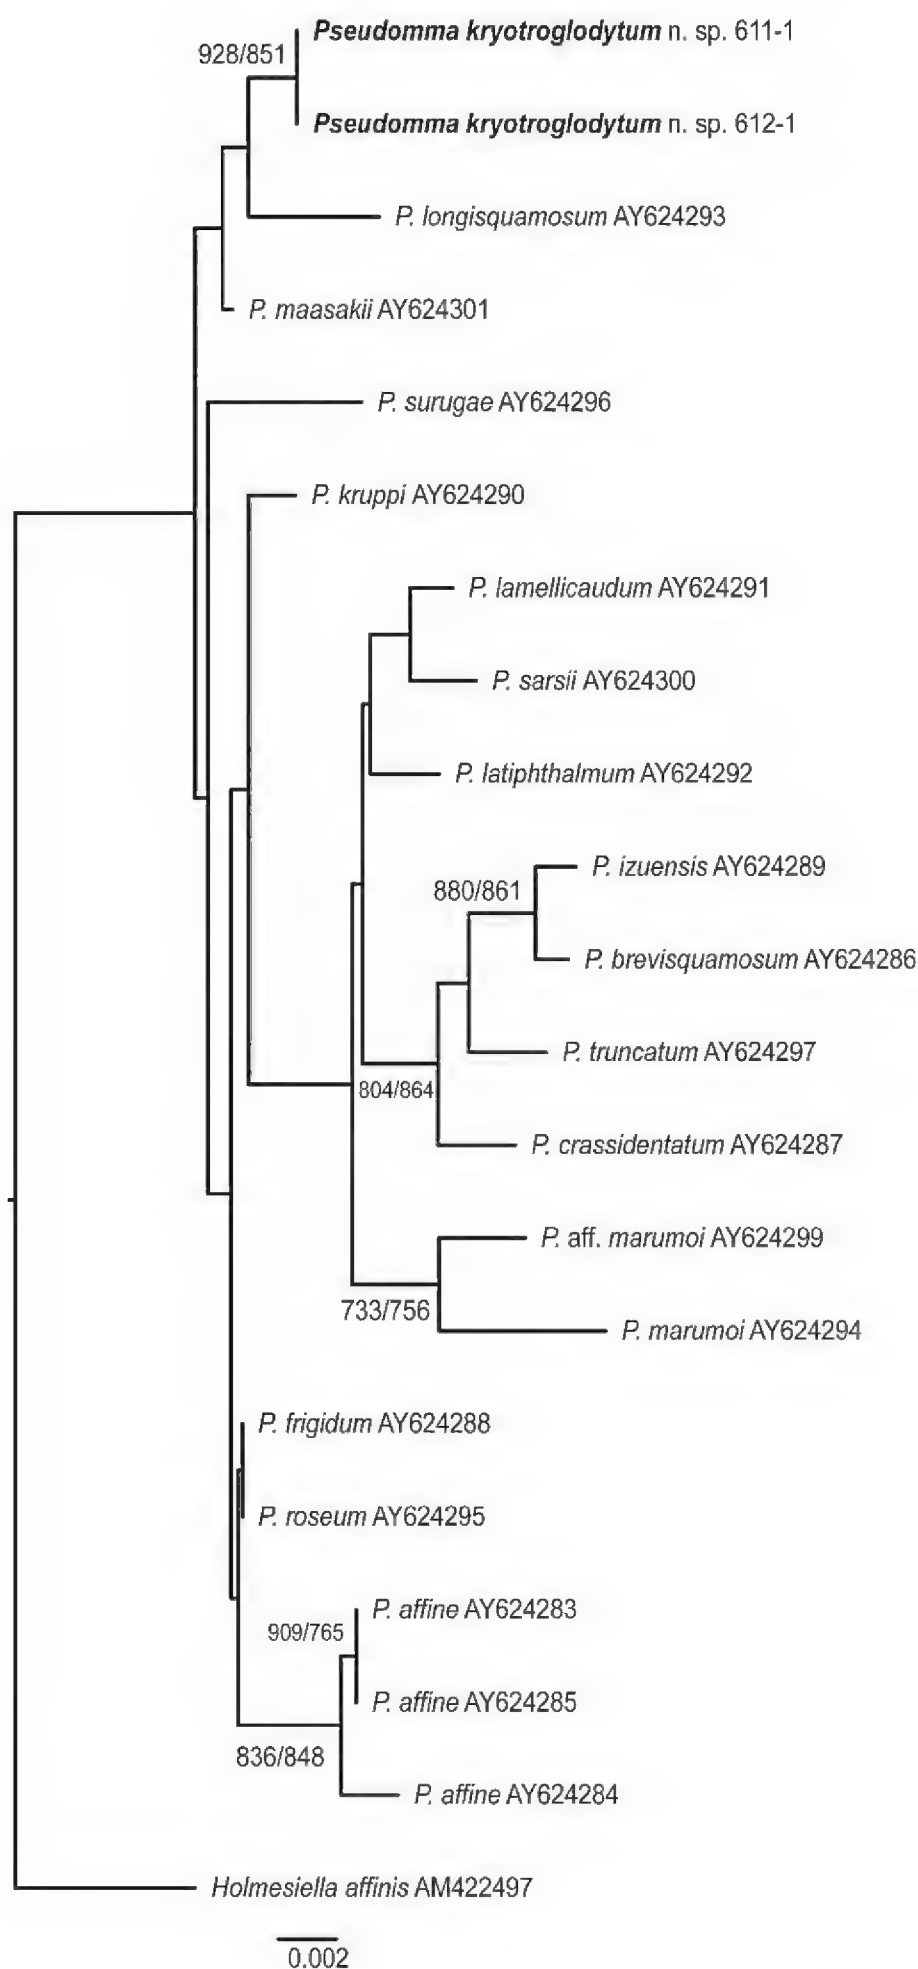 Pseudomma kryotroglodytum n. sp. 611-1
928/851
Pseudomma kryotroglodytum n. sp. 612-1
P. longisquamosum AY624293
P. maasakii AY624301
P. surugae AY624296
P. kruppi AY624290
P. lamellicaudum AY624291
P. sarsii AY624300
P. latiphthalmum AY624292
P. izuensis AY624289
880/861
P. brevisquamosum AY624286
P. truncatum AY624297
804/864
P. crassidentatum AY624287
P. aff. marumoi AY624299
733/756
P. marumoi AY624294
P. frigidum AY624288
P. roseum AY624295
P. affine AY624283
909/765
P. affine AY624285
836/848
P. affine AY624284
Holmesiella affinis AM422497
0.002